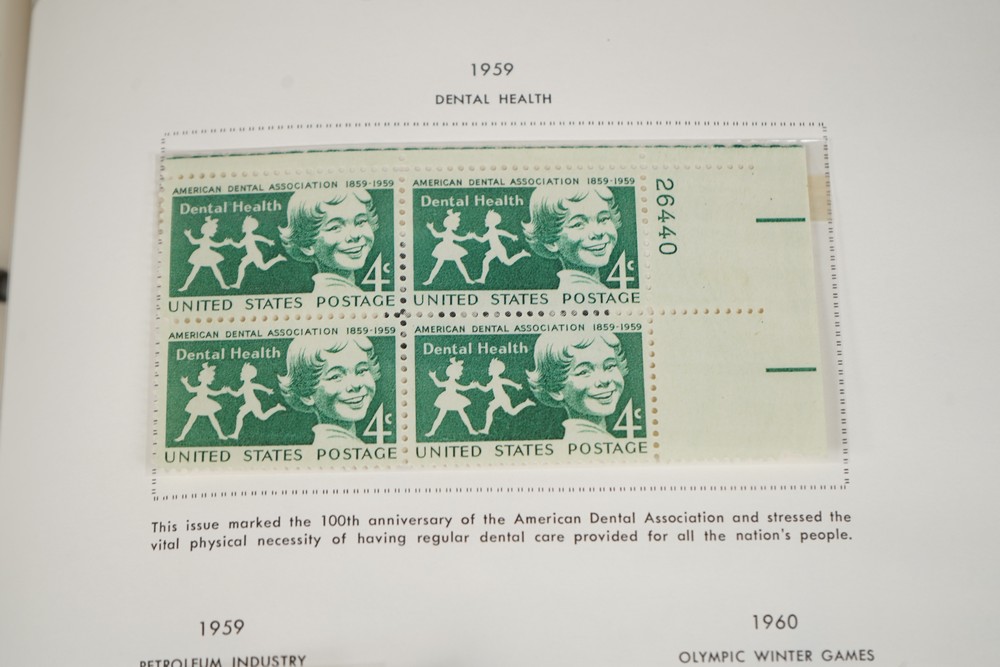 1959
DENTAL HEALTH
AMERICAN DENTAL ASSOCIATION 1859-1959
Dental Health
4c
UNITED STATES POSTAGE
AMERICAN DENTAL ASSOCIATION 1859-1959
Dental Health
4c
UNITED STATES POSTAGE
26440
AMERICAN DENTAL ASSOCIATION 1859-1959
Dental Health
4c
UNITED STATES POSTAGE
AMERICAN DENTAL ASSOCIATION 1859-1959
Dental Health
4c
UNITED STATES POSTAGE
This issue marked the 100th anniversary of the American Dental Association and stressed the
vital physical necessity of having regular dental care provided for all the nation's people.
1959
PETROLEUM INDUSTRY
1960
OLYMPIC WINTER GAMES